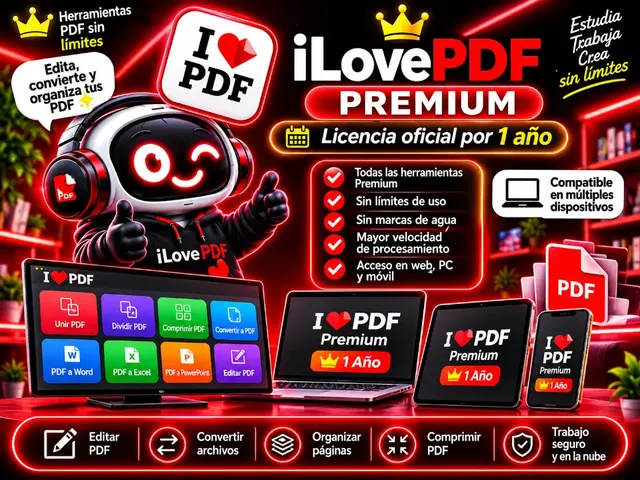 Herramientas
PDF sin
límites
Edita,
convierte y
organiza tus
PDF
I ❤ PDF
iLovePDF
PREMIUM
Licencia oficial por 1 año
Estudia
Trabaja
Crea
sin límites
Todas las herramientas
Premium
Sin límites de uso
Sin marcas de agua
Mayor velocidad
de procesamiento
Acceso en web, PC
y móvil
Compatible
en múltiples
dispositivos
PDF
iLovePDF
I ❤ PDF
Unir PDF
Dividir PDF
Comprimir PDF
Convertir a PDF
W
PDF a Word
X
PDF a Excel
P
PDF a PowerPoint
Editar PDF
I ❤ PDF
Premium
1 Año
I ❤ PDF
Premium
1 Año
I ❤
PDF
Premium
1 Año
PDF
Editar
PDF
Convertir
archivos
Organizar
páginas
Comprimir
PDF
Trabajo
seguro
y en la nube